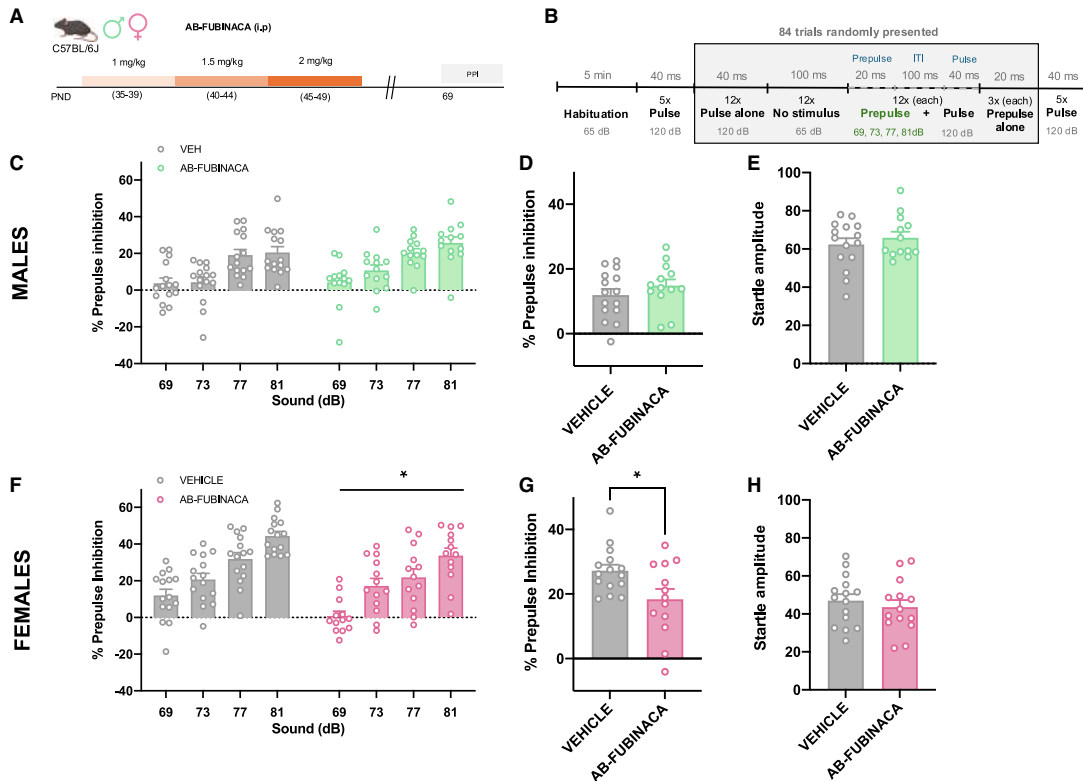 A
AB-FUBINACA (i.p)
C57BL/6J
1 mg/kg
1.5 mg/kg
2 mg/kg
PPI
PND
(35-39)
(40-44)
(45-49)
69
B
84 trials randomly presented
Prepulse
ITI
Pulse
5 min
40 ms
40 ms
100 ms
20 ms
100 ms
40 ms
20 ms
40 ms
5x
12x
12x
12x (each)
3x (each)
5x
Habituation
Pulse
Pulse alone
No stimulus
Prepulse
+
Pulse
Prepulse
alone
Pulse
65 dB
120 dB
120 dB
65 dB
69, 73, 77, 81dB
120 dB
120 dB
MALES
C
VEH
AB-FUBINACA
% Prepulse inhibition
60
40
20
0
-20
-40
69
73
77
81
69
73
77
81
Sound (dB)
D
% Prepulse inhibition
40
20
0
VEHICLE
AB-FUBINACA
E
Startle amplitude
100
80
60
40
20
0
VEHICLE
AB-FUBINACA
FEMALES
F
VEHICLE
AB-FUBINACA
*
% Prepulse Inhibition
60
40
20
0
-20
-40
69
73
77
81
69
73
77
81
Sound (dB)
G
*
% Prepulse Inhibition
60
40
20
0
VEHICLE
AB-FUBINACA
H
Startle amplitude
100
80
60
40
20
0
VEHICLE
AB-FUBINACA